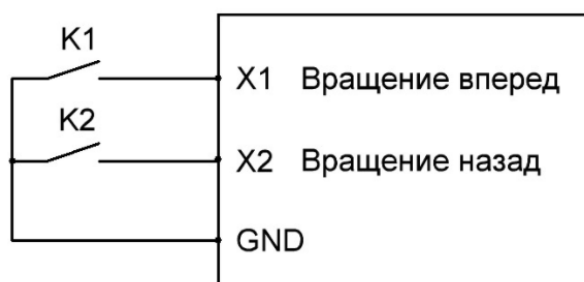 K1
X1 Вращение вперед
K2
X2 Вращение назад
GND